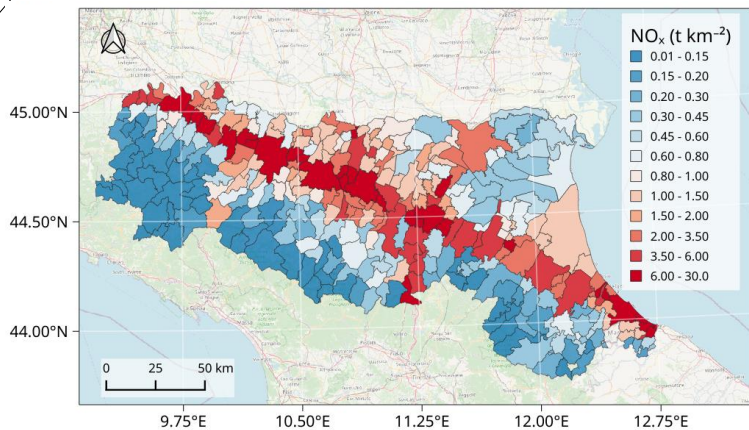 NOₓ (t km⁻²)
0.01 - 0.15
0.15 - 0.20
0.20 - 0.30
0.30 - 0.45
0.45 - 0.60
0.60 - 0.80
0.80 - 1.00
1.00 - 1.50
1.50 - 2.00
2.00 - 3.50
3.50 - 6.00
6.00 - 30.0
45.00°N
44.50°N
44.00°N
0 25 50 km
9.75°E 10.50°E 11.25°E 12.00°E 12.75°E